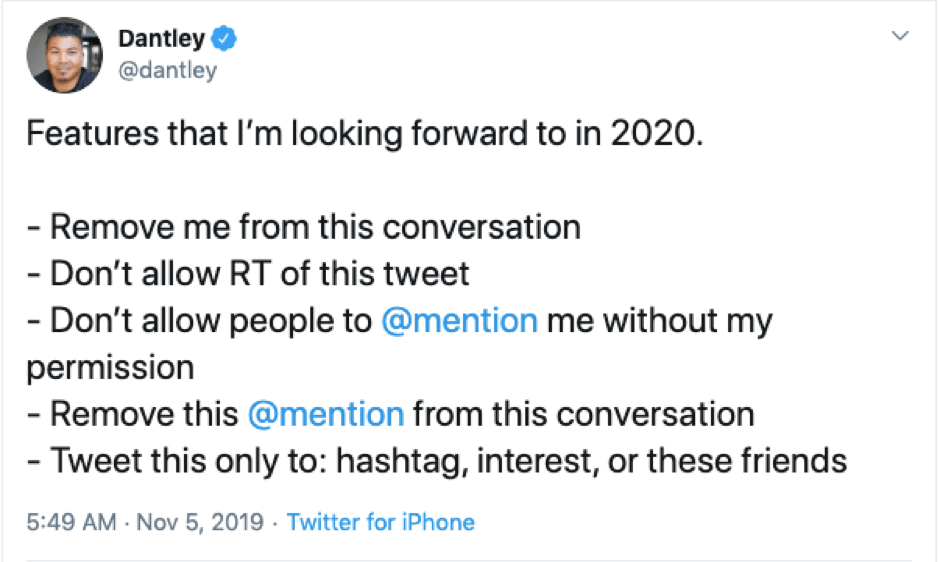 Dantley
@dantley
Features that I’m looking forward to in 2020.
- Remove me from this conversation
- Don’t allow RT of this tweet
- Don’t allow people to @mention me without my
permission
- Remove this @mention from this conversation
- Tweet this only to: hashtag, interest, or these friends
5:49 AM · Nov 5, 2019 · Twitter for iPhone